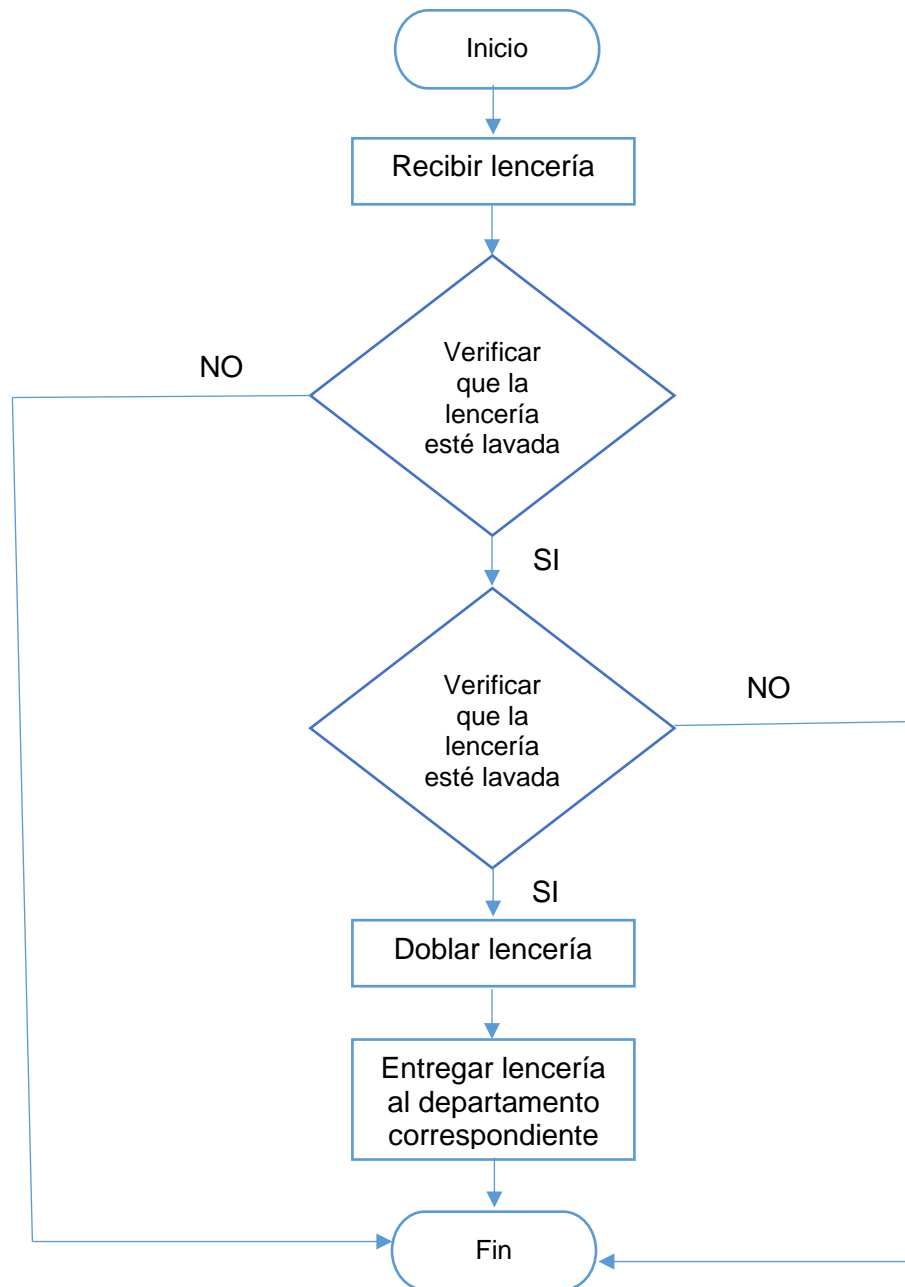 Inicio
Recibir lencería
NO
Verificar
que la
lencería
esté lavada
SI
Verificar
que la
lencería
esté lavada
NO
SI
Doblar lencería
Entregar lencería
al departamento
correspondiente
Fin